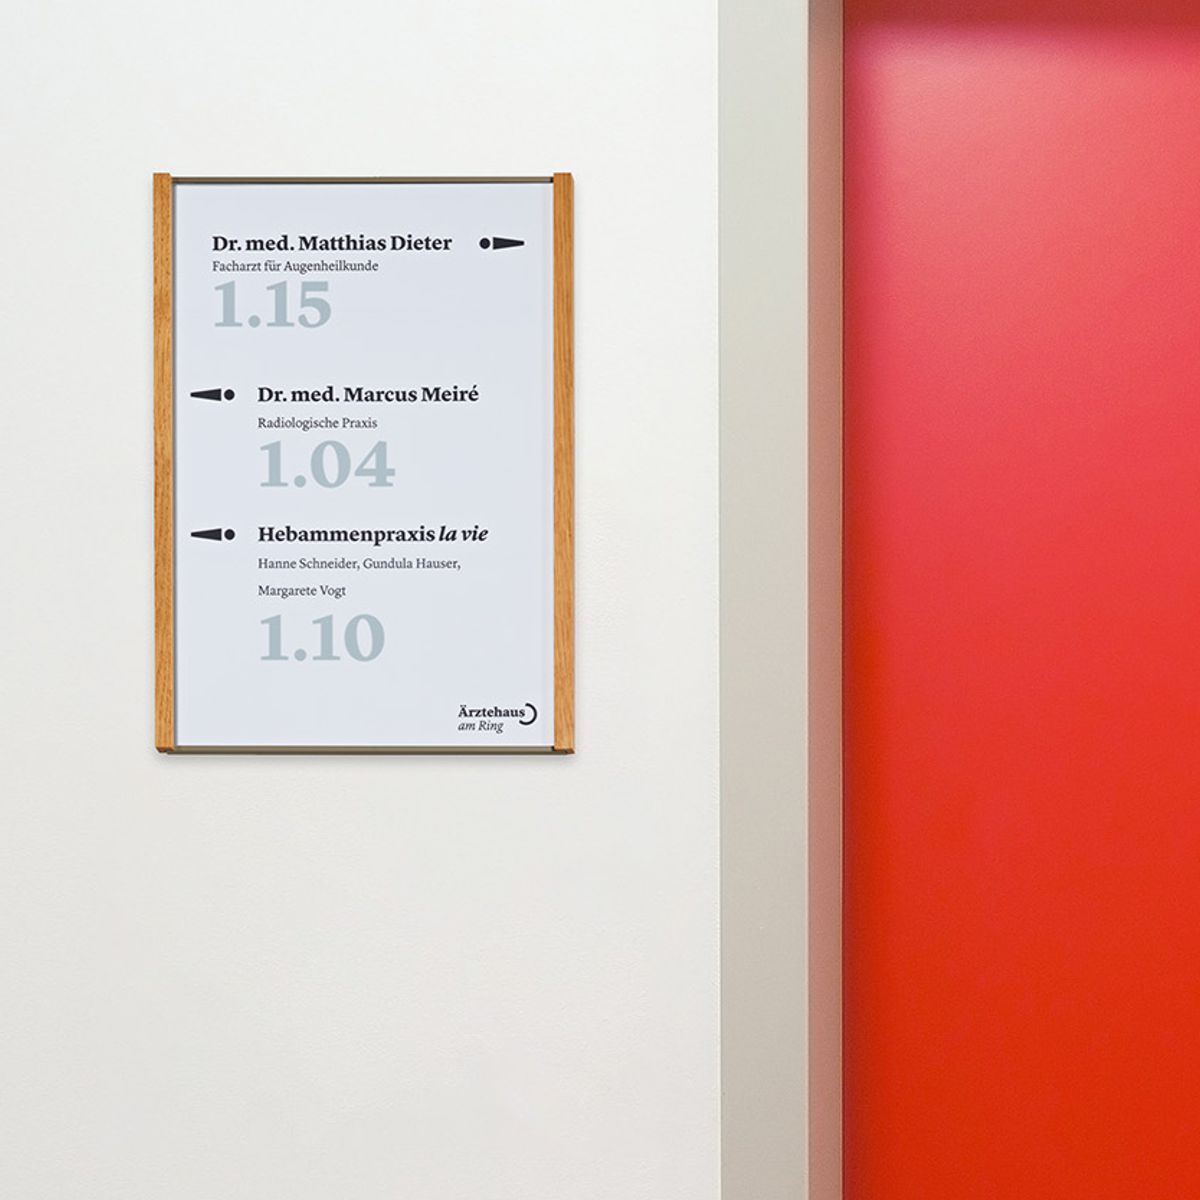 Dr. med. Matthias Dieter
Facharzt für Augenheilkunde
1.15
Dr. med. Marcus Meiré
Radiologische Praxis
1.04
Hebammenpraxis la vie
Hanne Schneider, Gundula Hauser,
Margarete Vogt
1.10
Ärztehaus
am Ring